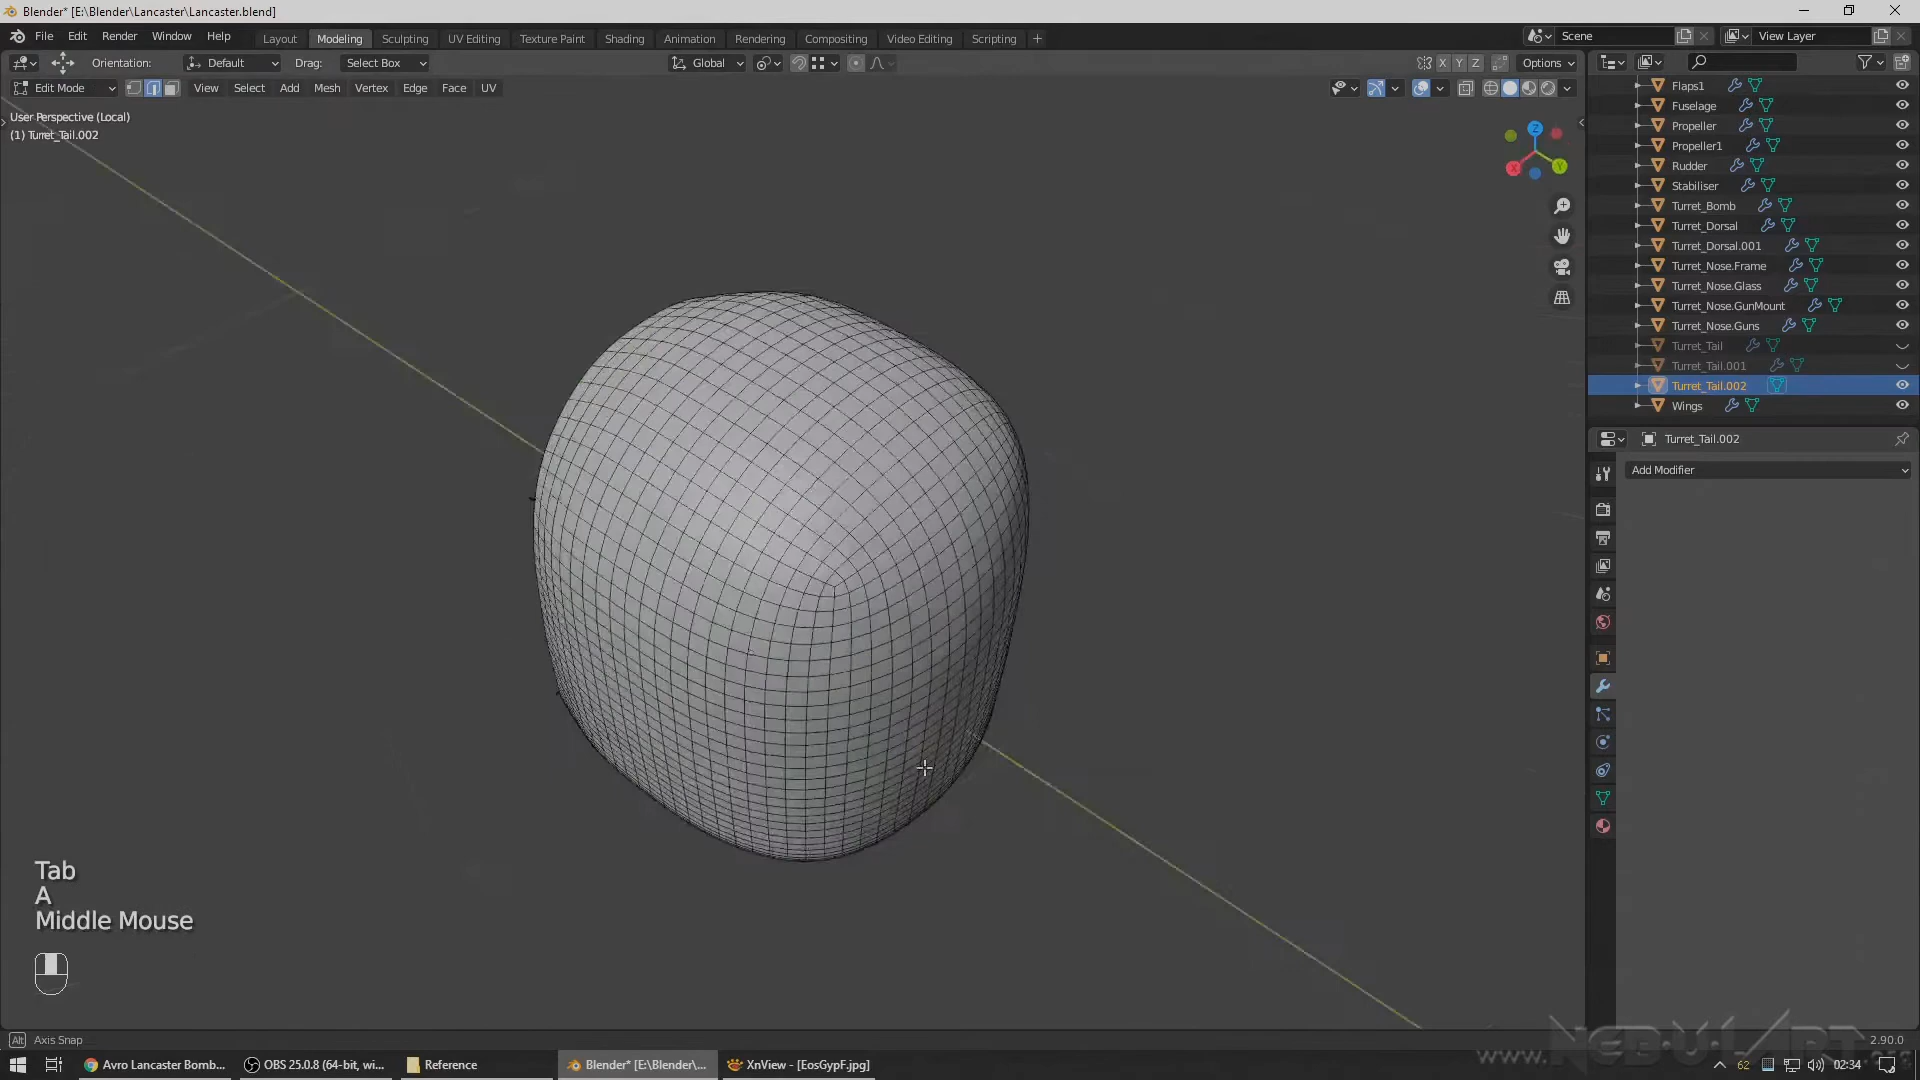 Blender* [E:\Blender\Lancaster\Lancaster.blend]
File Edit Render Window Help
Layout Modeling Sculpting UV Editing Texture Paint Shading Animation Rendering Compositing Video Editing Scripting +
Scene
View Layer
Orientation: Default Drag: Select Box
Global
X Y Z Options
Edit Mode
View Select Add Mesh Vertex Edge Face UV
User Perspective (Local)
(1) Turret_Tail.002
Z
X
Y
Flaps1
Fuselage
Propeller
Propeller1
Rudder
Stabiliser
Turret_Bomb
Turret_Dorsal
Turret_Dorsal.001
Turret_Nose.Frame
Turret_Nose.Glass
Turret_Nose.GunMount
Turret_Nose.Guns
Turret_Tail
Turret_Tail.001
Turret_Tail.002
Wings
Turret_Tail.002
Add Modifier
Tab
A
Middle Mouse
Alt Axis Snap
2.90.0
Avro Lancaster Bomb...
OBS 25.0.8 (64-bit, wi...
Reference
Blender* [E:\Blender\...
XnView - [EosGypF.jpg]
62
02:34